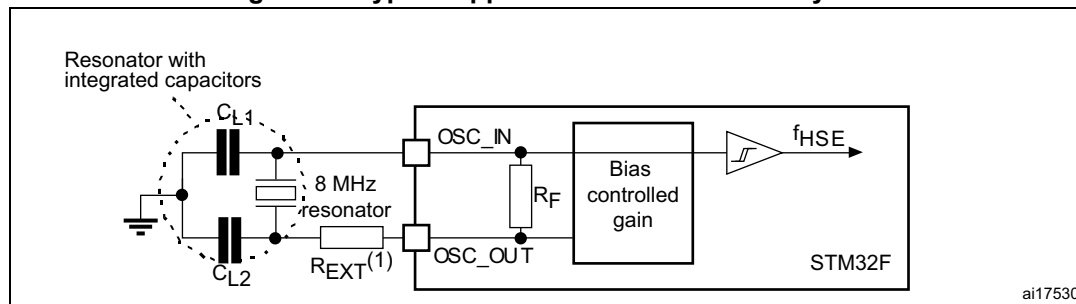 Resonator with
integrated capacitors
CL1
OSC_IN
fHSE
8 MHz
resonator
RF
Bias
controlled
gain
REXT(1)
OSC_OUT
STM32F
CL2
ai17530